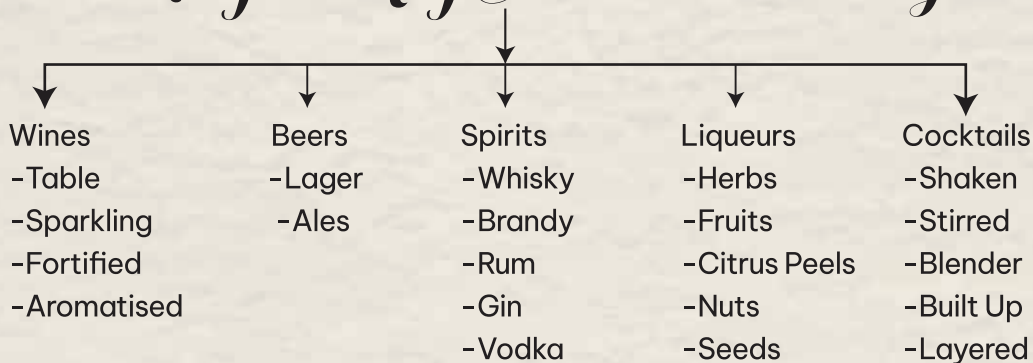 Wines
-Table
-Sparkling
-Fortified
-Aromatised
Beers
-Lager
-Ales
Spirits
-Whisky
-Brandy
-Rum
-Gin
-Vodka
Liqueurs
-Herbs
-Fruits
-Citrus Peels
-Nuts
-Seeds
Cocktails
-Shaken
-Stirred
-Blender
-Built Up
-Layered